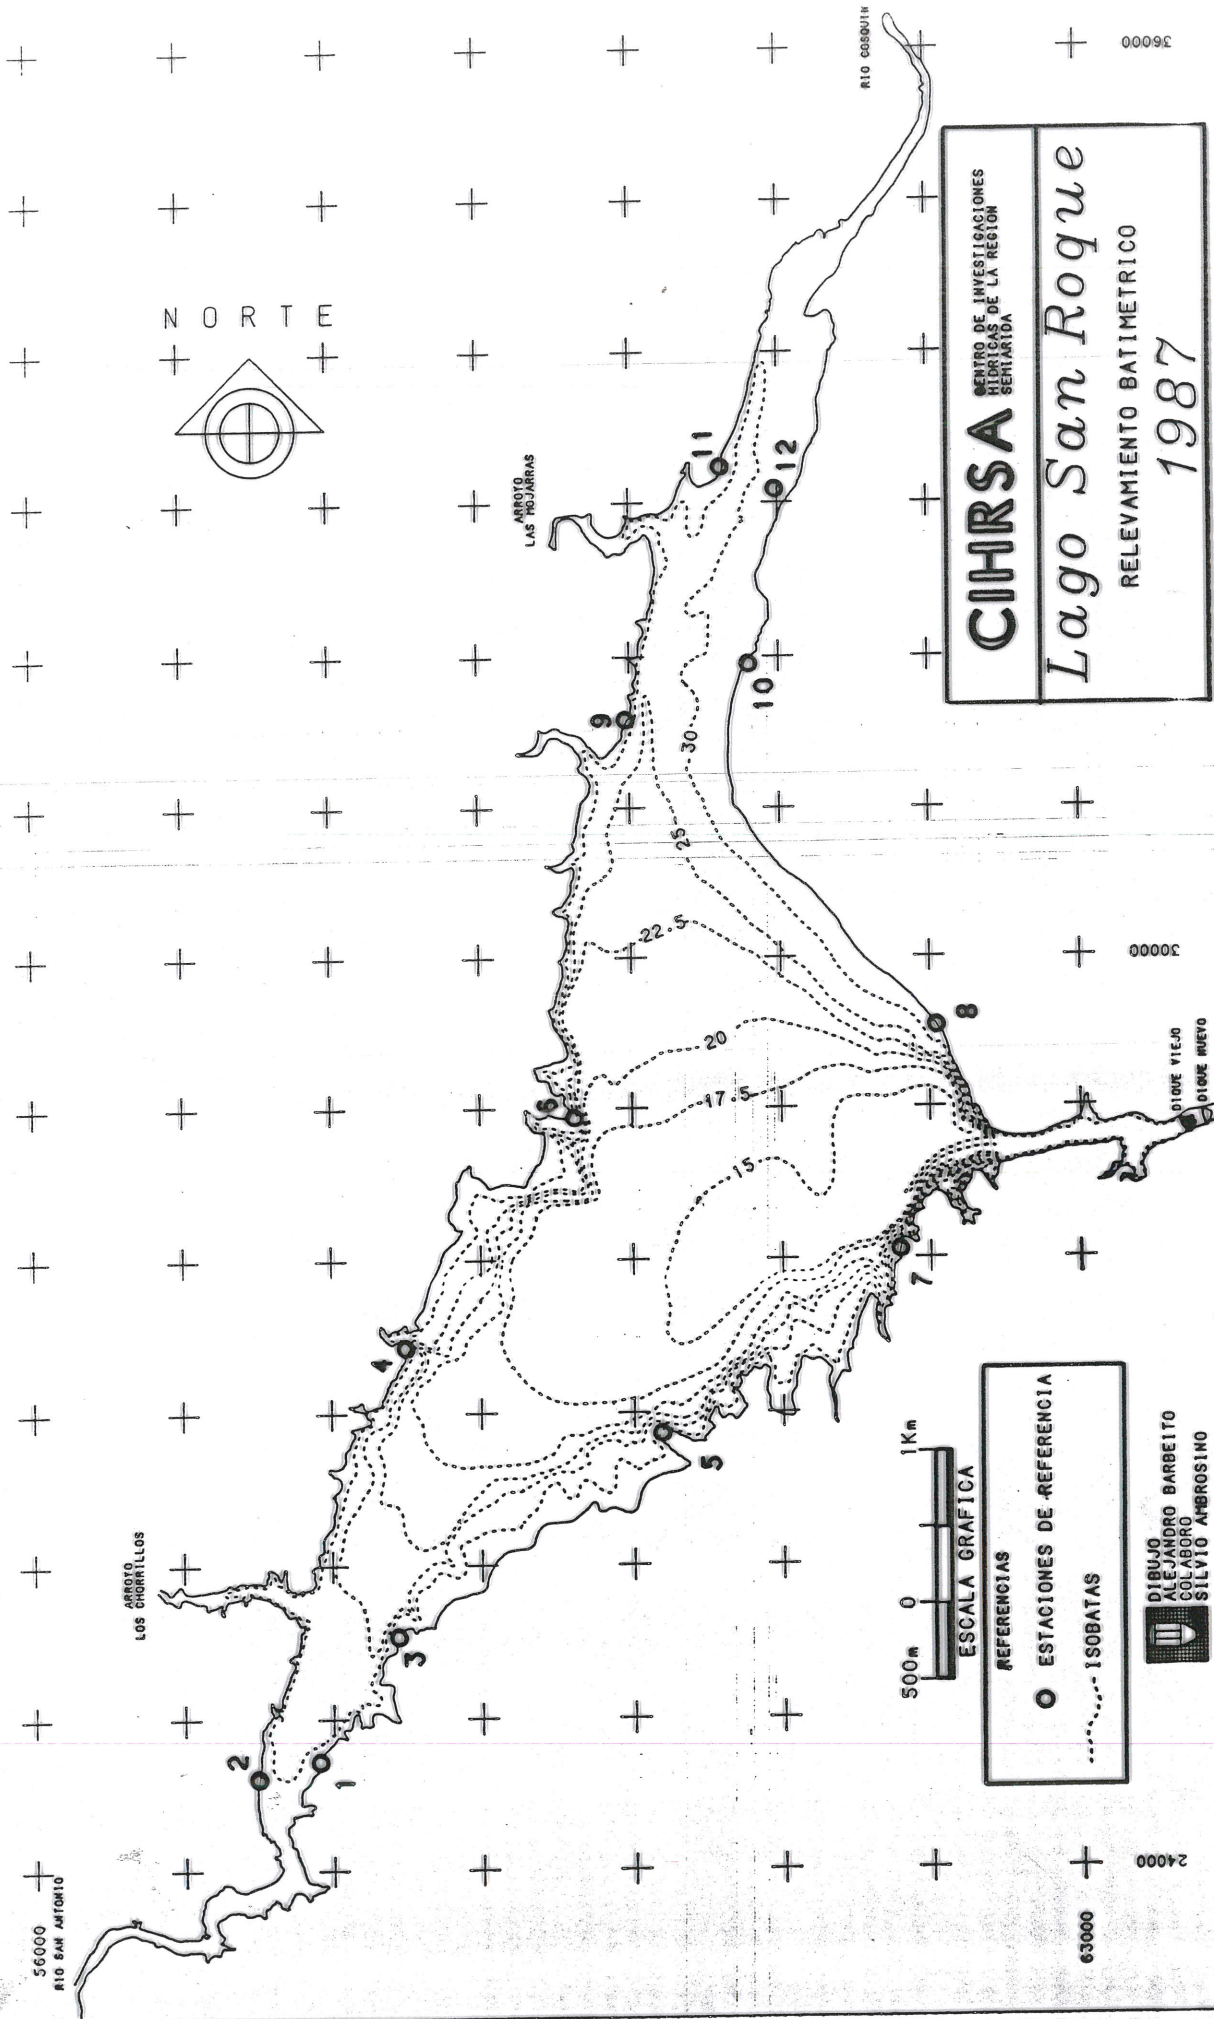 56000
RIO SAN ANTONIO
ARROYO
LOS CHORRILLOS
ARROYO
LAS MOJARRAS
NORTE
RIO COSQUIN
1
2
3
4
5
6
7
8
9
10
11
12
15
17.5
20
22.5
25
30
DIQUE VIEJO
DIQUE NUEVO
63000
24000
30000
36000
500m 0 1Km
ESCALA GRAFICA
REFERENCIAS
ESTACIONES DE REFERENCIA
ISOBATAS
DIBUJO
ALEJANDRO BARBEITO
COLABORO
SILVIO AMBROSINO
CIHRSA
CENTRO DE INVESTIGACIONES
HIDRICAS DE LA REGION
SEMIARIDA
Lago San Roque
RELEVAMIENTO BATIMETRICO
1987